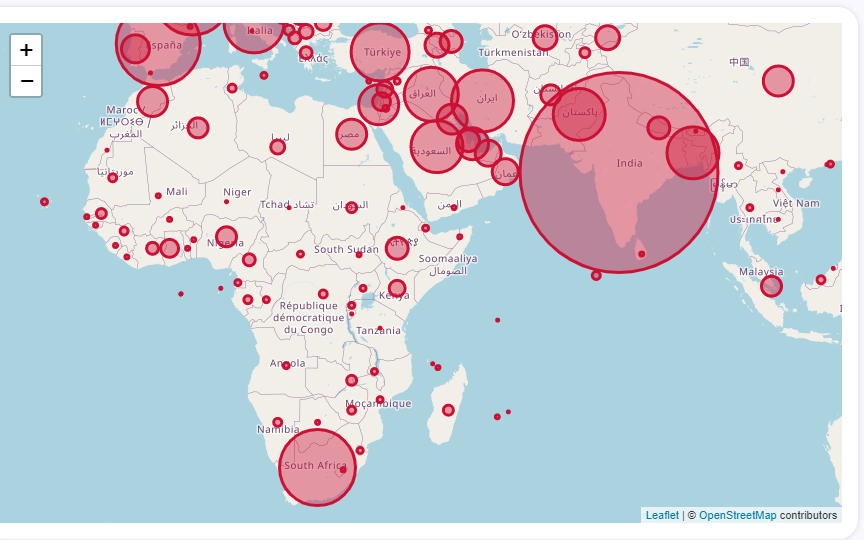 +
−
España
Italia
Ελλάς
Türkiye
Oʻzbekiston
Türkmenistan
中国
العراق
ایران
پاکستان
Maroc
ⵍⵎⵖⵔⵉⴱ
المغرب
الجزائر
ليبيا
مصر
السعودية
عمان
India
موريتانيا
Mali
Niger
Tchad تشاد
السودان
اليمن
Việt Nam
ประเทศไทย
Nigeria
South Sudan
Soomaaliya
الصومال
Malaysia
République
démocratique
du Congo
Kenya
Tanzania
Angola
Moçambique
Namibia
South Africa
Leaflet | © OpenStreetMap contributors